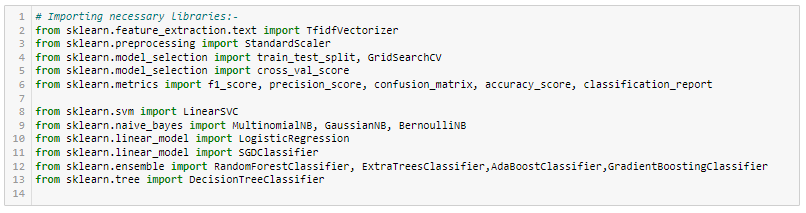 1 # Importing necessary Libraries:-
2 from sklearn.feature_extraction.text import TfidfVectorizer
3 from sklearn.preprocessing import StandardScaler
4 from sklearn.model_selection import train_test_split, GridSearchCV
5 from sklearn.model_selection import cross_val_score
6 from sklearn.metrics import f1_score, precision_score, confusion_matrix, accuracy_score, classification_report
7
8 from sklearn.svm import LinearSVC
9 from sklearn.naive_bayes import MultinomialNB, GaussianNB, BernoulliNB
10 from sklearn.linear_model import LogisticRegression
11 from sklearn.linear_model import SGDClassifier
12 from sklearn.ensemble import RandomForestClassifier, ExtraTreesClassifier,AdaBoostClassifier,GradientBoostingClassifier
13 from sklearn.tree import DecisionTreeClassifier
14